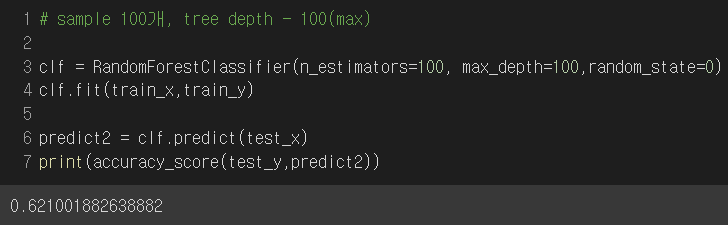 1 # sample 100개, tree depth - 100(max)
2
3 clf = RandomForestClassifier(n_estimators=100, max_depth=100,random_state=0)
4 clf.fit(train_x,train_y)
5
6 predict2 = clf.predict(test_x)
7 print(accuracy_score(test_y,predict2))
0.621001882638882